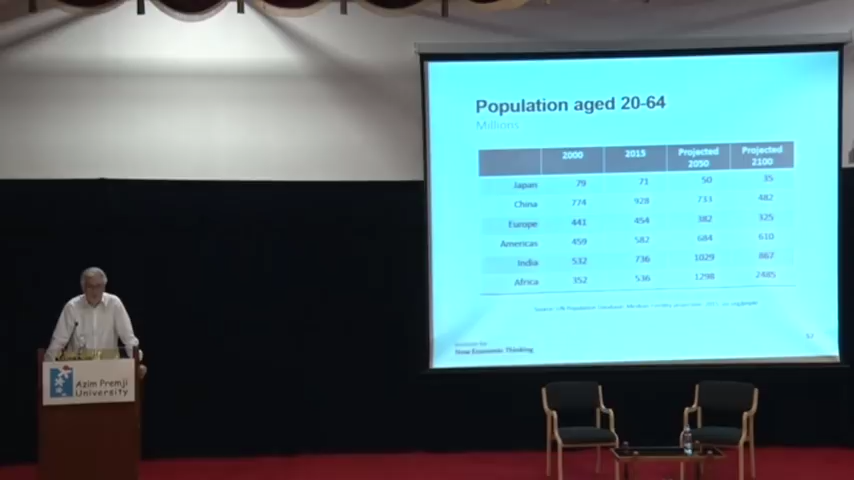 Population aged 20-64
Millions
2000 2015 Projected 2050 Projected 2100
Japan 79 71 50 35
China 774 928 733 482
Europe 441 454 382 325
Americas 459 582 684 610
India 532 736 1029 867
Africa 352 536 1298 2485
New Economic Thinking
57
Azim Premji
University